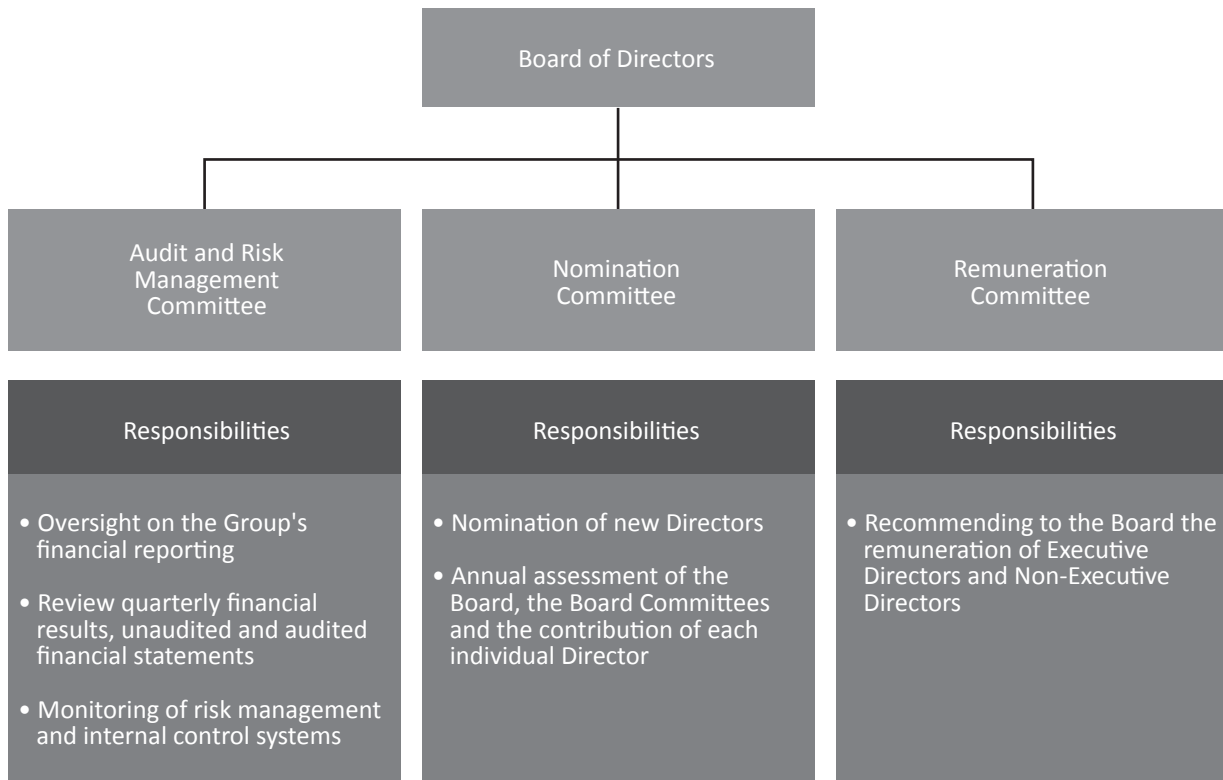 Board of Directors
Audit and Risk
Management
Committee
Nomination
Committee
Remuneration
Committee
Responsibilities
• Oversight on the Group's
financial reporting
• Review quarterly financial
results, unaudited and audited
financial statements
• Monitoring of risk management
and internal control systems
Responsibilities
• Nomination of new Directors
• Annual assessment of the
Board, the Board Committees
and the contribution of each
individual Director
Responsibilities
• Recommending to the Board the
remuneration of Executive
Directors and Non-Executive
Directors